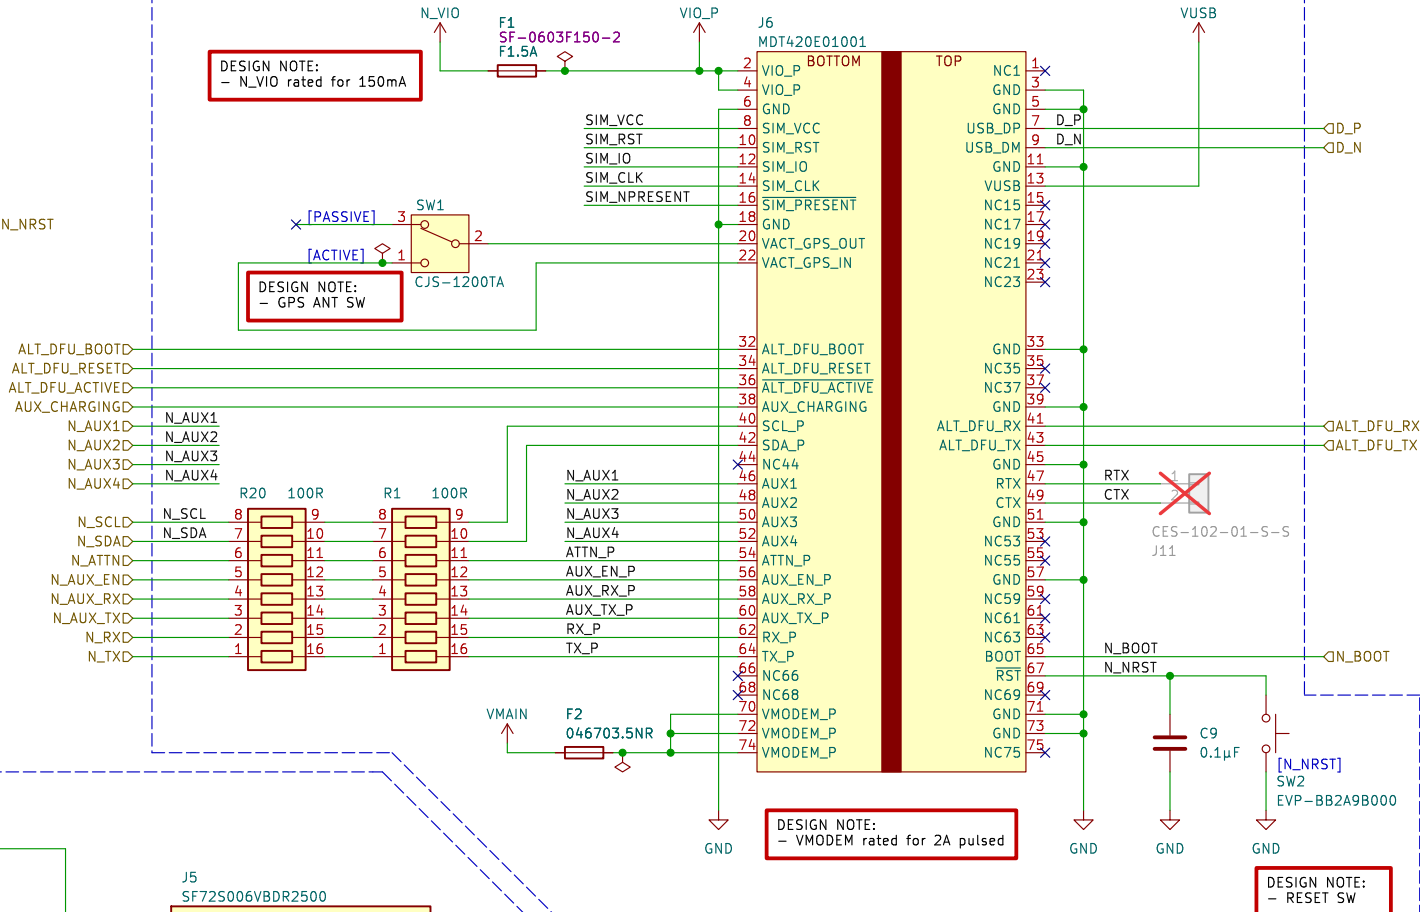 N_VIO
F1
SF-0603F150-2
F1.5A
VIO_P
J6
MDT420E01001
VUSB
DESIGN NOTE:
- N_VIO rated for 150mA
BOTTOM
TOP
2 VIO_P
4 VIO_P
6 GND
SIM_VCC 8 SIM_VCC
SIM_RST 10 SIM_RST
SIM_IO 12 SIM_IO
SIM_CLK 14 SIM_CLK
SIM_NPRESENT 16 SIM_PRESENT
18 GND
20 VACT_GPS_OUT
22 VACT_GPS_IN
NC1 1
GND 3
GND 5
USB_DP 7 D_P D_P
USB_DM 9 D_N D_N
GND 11
VUSB 13
NC15 15
NC17 17
NC19 19
NC21 21
NC23 23
N_NRST
SW1
[PASSIVE] 3
2
[ACTIVE] 1
CJS-1200TA
DESIGN NOTE:
- GPS ANT SW
ALT_DFU_BOOT 32 ALT_DFU_BOOT
ALT_DFU_RESET 34 ALT_DFU_RESET
ALT_DFU_ACTIVE 36 ALT_DFU_ACTIVE
AUX_CHARGING 38 AUX_CHARGING
N_AUX1 N_AUX1 40 SCL_P
N_AUX2 N_AUX2 42 SDA_P
N_AUX3 N_AUX3 44 NC44
N_AUX4 N_AUX4 N_AUX1 46 AUX1
N_AUX2 48 AUX2
N_AUX3 50 AUX3
N_AUX4 52 AUX4
ATTN_P 54 ATTN_P
AUX_EN_P 56 AUX_EN_P
AUX_RX_P 58 AUX_RX_P
AUX_TX_P 60 AUX_TX_P
RX_P 62 RX_P
TX_P 64 TX_P
66 NC66
68 NC68
70 VMODEM_P
72 VMODEM_P
74 VMODEM_P
R20 100R
R1 100R
N_SCL N_SCL 8 9 8 9
N_SDA N_SDA 7 10 7 10
N_ATTN 6 11 6 11
N_AUX_EN 5 12 5 12
N_AUX_RX 4 13 4 13
N_AUX_TX 3 14 3 14
N_RX 2 15 2 15
N_TX 1 16 1 16
GND 33
NC35 35
NC37 37
GND 39
ALT_DFU_RX 41 ALT_DFU_RX
ALT_DFU_TX 43 ALT_DFU_TX
GND 45
RTX 47 RTX 1
CTX 49 CTX 2
GND 51
NC53 53
NC55 55
GND 57
NC59 59
NC61 61
NC63 63
BOOT 65 N_BOOT N_BOOT
RST 67 N_NRST
NC69 69
GND 71
GND 73
NC75 75
CES-102-01-S-S
J11
VMAIN
F2
046703.5NR
C9
0.1µF
[N_NRST]
SW2
EVP-BB2A9B000
GND
DESIGN NOTE:
- VMODEM rated for 2A pulsed
GND
GND
GND
J5
SF72S006VBDR2500
DESIGN NOTE:
- RESET SW